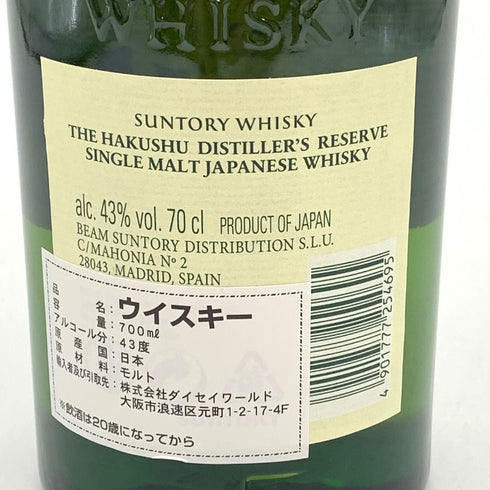 WHISKY
SUNTORY WHISKY
THE HAKUSHU DISTILLER'S RESERVE
SINGLE MALT JAPANESE WHISKY
alc. 43% vol. 70 cl PRODUCT OF JAPAN
BEAM SUNTORY DISTRIBUTION S.L.U.
C/MAHONIA Nº 2
28043, MADRID, SPAIN
4 901777 254695
品名：ウイスキー
容量：700mℓ
アルコール分：43度
原産国：日本
原材料：モルト
輸入者及び引取先：株式会社ダイセイワールド
大阪市浪速区元町1-2-17-4F
※飲酒は20歳になってから